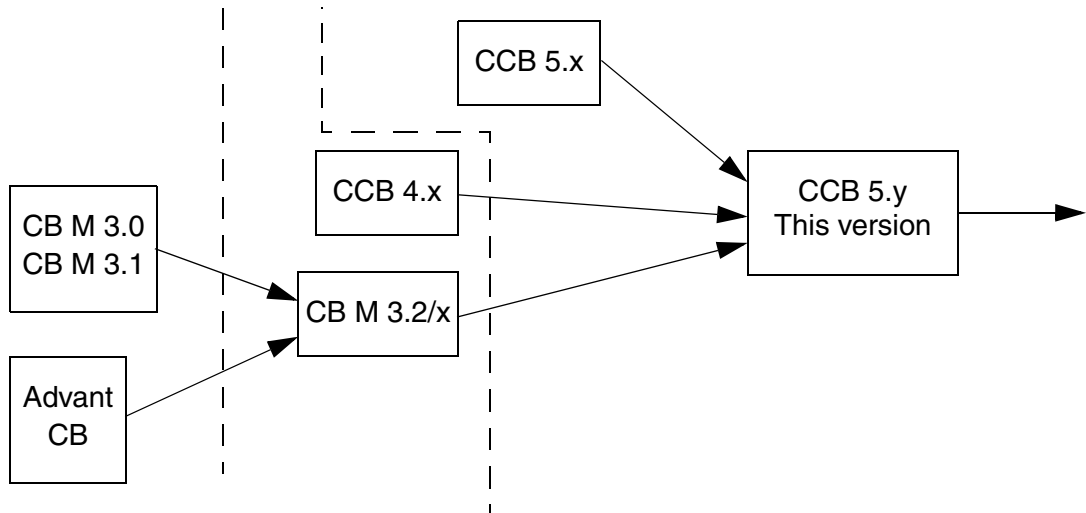 CCB 5.x
CCB 4.x
CCB 5.y
This version
CB M 3.0
CB M 3.1
CB M 3.2/x
Advant
CB